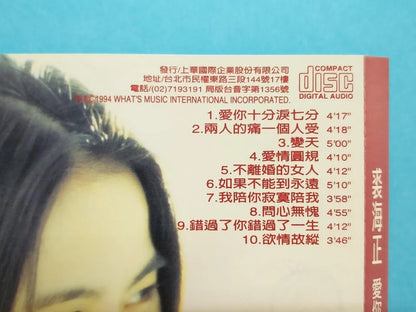 發行/上華國際企業股份有限公司
地址/台北市民權東路三段144號17樓
電話/(02)7193191 局版台音字第1356號
1994 WHAT'S MUSIC INTERNATIONAL INCORPORATED.
COMPACT
disc
DIGITAL AUDIO
1.愛你十分淚七分 4'17"
2.兩人的痛一個人受 4'18"
3.變天 5'00"
4.愛情圓規 4'10"
5.不離婚的女人 4'12"
6.如果不能到永遠 5'10"
7.我陪你寂寞陪我 3'58"
8.問心無愧 4'55"
9.錯過了你錯過了一生 4'12"
10.欲情故縱 3'46"
裘海正 愛你